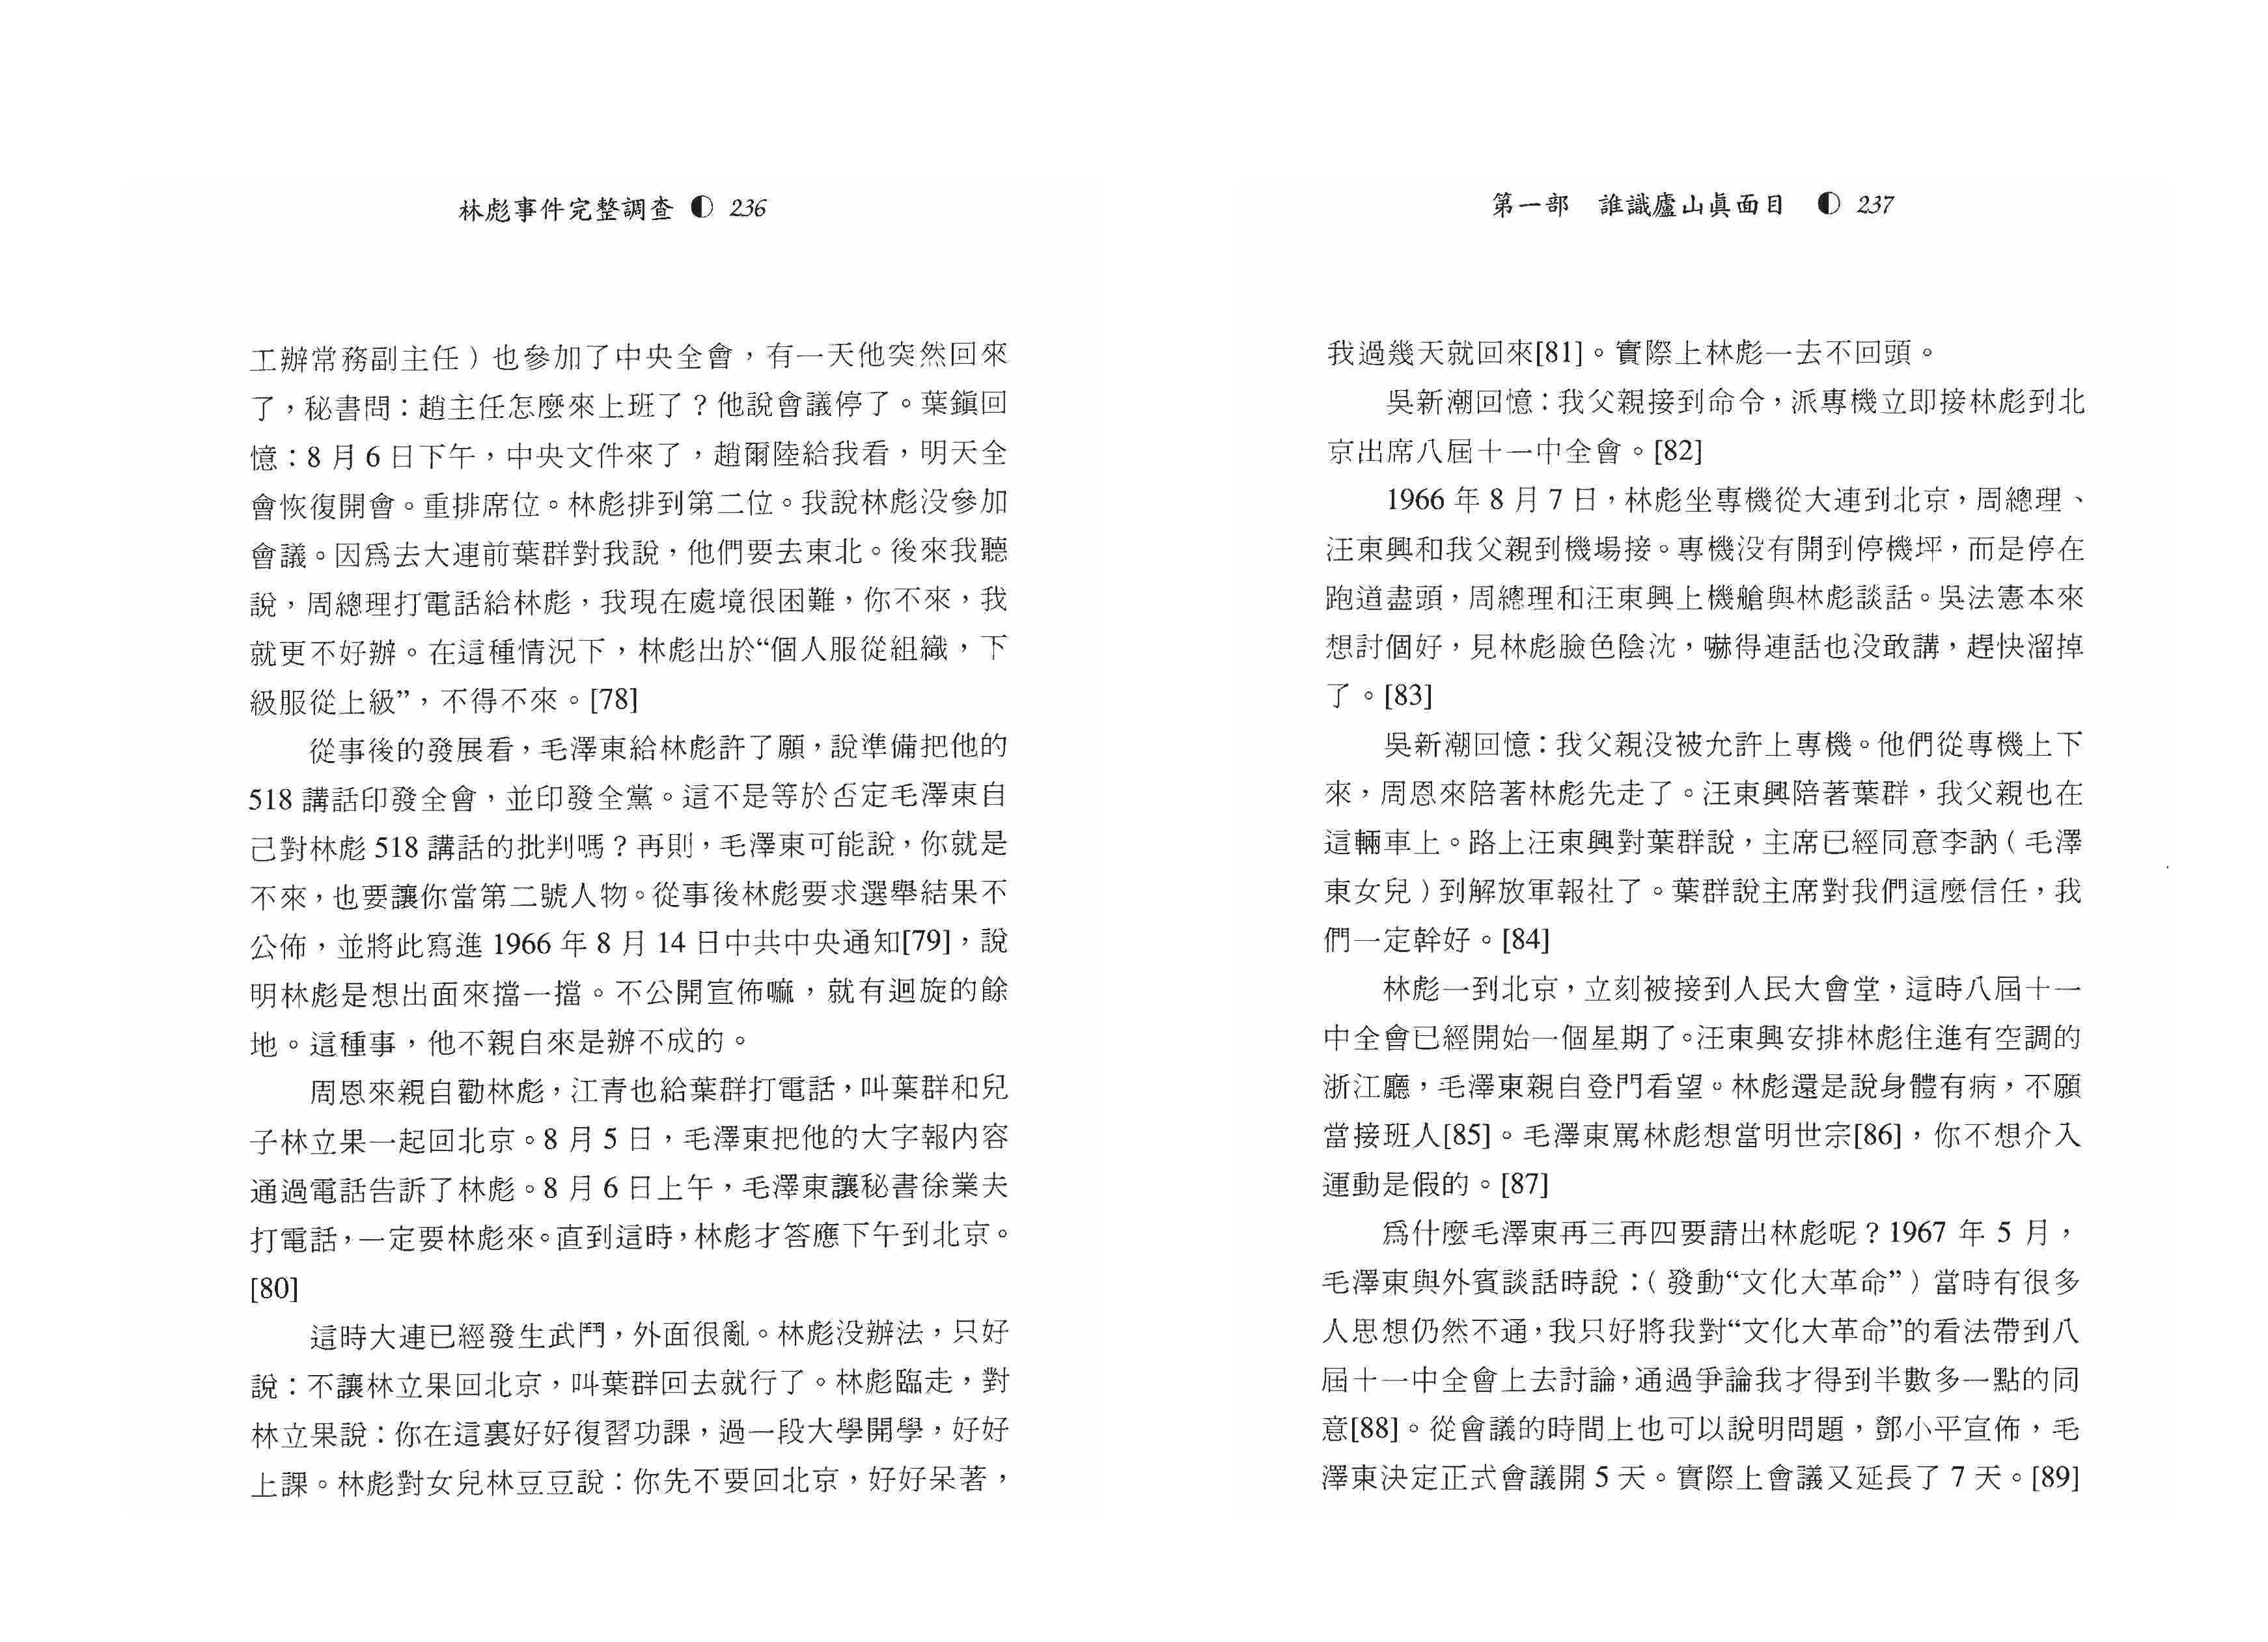 林彪事件完整調查 ◐ 236
工辦常務副主任）也參加了中央全會，有一天他突然回來
了，秘書問：趙主任怎麼來上班了？他說會議停了。葉鎭回
憶：8 月 6 日下午，中央文件來了，趙爾陸給我看，明天全
會恢復開會。重排席位。林彪排到第二位。我說林彪没參加
會議。因爲去大連前葉群對我說，他們要去東北。後來我聽
說，周總理打電話給林彪，我現在處境很困難，你不來，我
就更不好辦。在這種情況下，林彪出於“個人服從組織，下
級服從上級”，不得不來。[78]
從事後的發展看，毛澤東給林彪許了願，說準備把他的
518 講話印發全會，並印發全黨。這不是等於否定毛澤東自
己對林彪 518 講話的批判嗎？再則，毛澤東可能說，你就是
不來，也要讓你當第二號人物。從事後林彪要求選舉結果不
公佈，並將此寫進 1966 年 8 月 14 日中共中央通知[79]，說
明林彪是想出面來擋一擋。不公開宣佈嘛，就有迴旋的餘
地。這種事，他不親自來是辦不成的。
周恩來親自勸林彪，江青也給葉群打電話，叫葉群和兒
子林立果一起回北京。8 月 5 日，毛澤東把他的大字報内容
通過電話告訴了林彪。8 月 6 日上午，毛澤東讓秘書徐業夫
打電話，一定要林彪來。直到這時，林彪才答應下午到北京。
[80]
這時大連已經發生武鬥，外面很亂。林彪没辦法，只好
說：不讓林立果回北京，叫葉群回去就行了。林彪臨走，對
林立果說：你在這裏好好復習功課，過一段大學開學，好好
上課。林彪對女兒林豆豆說：你先不要回北京，好好呆著，
第一部　誰識廬山眞面目 ◐ 237
我過幾天就回來[81]。實際上林彪一去不回頭。
吳新潮回憶：我父親接到命令，派專機立即接林彪到北
京出席八屆十一中全會。[82]
1966 年 8 月 7 日，林彪坐專機從大連到北京，周總理、
汪東興和我父親到機場接。專機没有開到停機坪，而是停在
跑道盡頭，周總理和汪東興上機艙與林彪談話。吳法憲本來
想討個好，見林彪臉色陰沈，嚇得連話也没敢講，趕快溜掉
了。[83]
吳新潮回憶：我父親没被允許上專機。他們從專機上下
來，周恩來陪著林彪先走了。汪東興陪著葉群，我父親也在
這輛車上。路上汪東興對葉群說，主席已經同意李訥（毛澤
東女兒）到解放軍報社了。葉群說主席對我們這麼信任，我
們一定幹好。[84]
林彪一到北京，立刻被接到人民大會堂，這時八屆十一
中全會已經開始一個星期了。汪東興安排林彪住進有空調的
浙江廳，毛澤東親自登門看望。林彪還是說身體有病，不願
當接班人[85]。毛澤東罵林彪想當明世宗[86]，你不想介入
運動是假的。[87]
爲什麼毛澤東再三再四要請出林彪呢？1967 年 5 月，
毛澤東與外賓談話時說：（發動“文化大革命”）當時有很多
人思想仍然不通，我只好將我對“文化大革命”的看法帶到八
屆十一中全會上去討論，通過爭論我才得到半數多一點的同
意[88]。從會議的時間上也可以說明問題，鄧小平宣佈，毛
澤東決定正式會議開 5 天。實際上會議又延長了 7 天。[89]